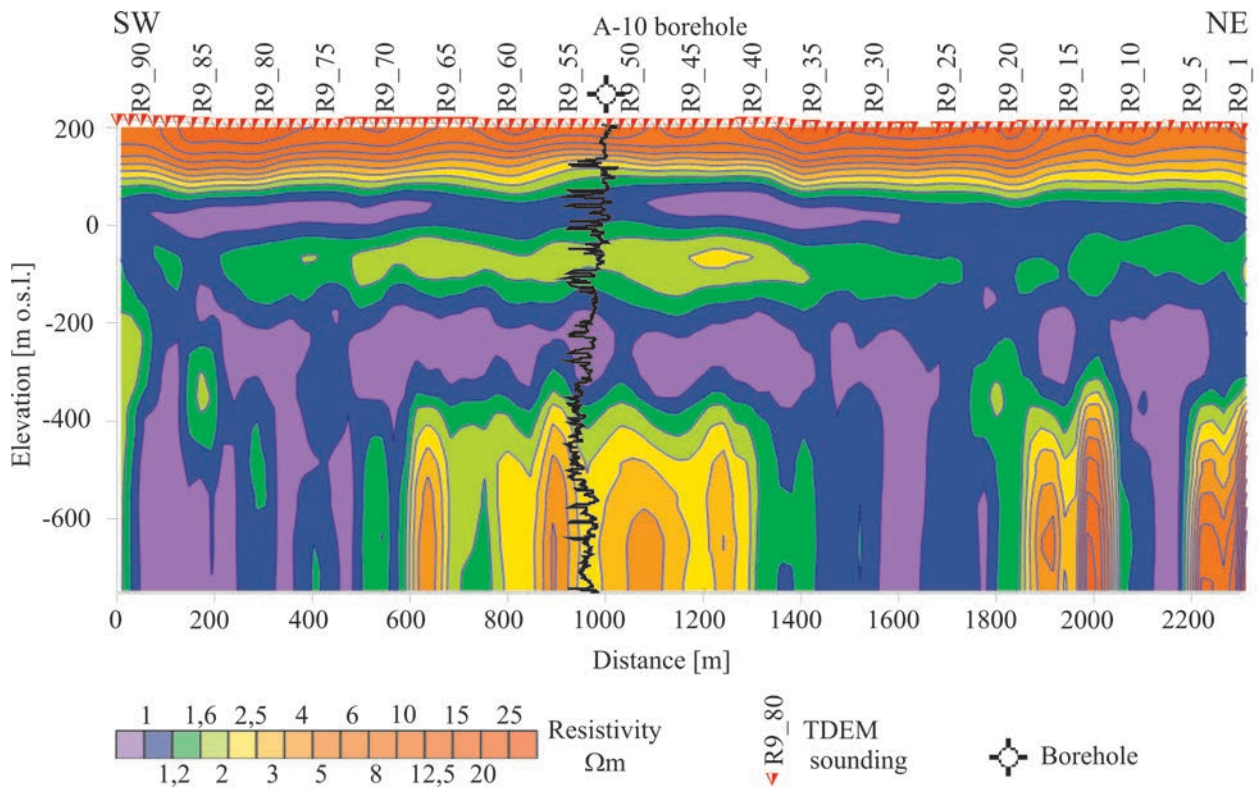 SW
A-10 borehole
NE
R9_90 R9_85 R9_80 R9_75 R9_70 R9_65 R9_60 R9_55 R9_50 R9_45 R9_40 R9_35 R9_30 R9_25 R9_20 R9_15 R9_10 R9_5 R9_1
200
0
-200
-400
-600
Elevation [m o.s.l.]
0 200 400 600 800 1000 1200 1400 1600 1800 2000 2200
Distance [m]
1 1,6 2,5 4 6 10 15 25
1,2 2 3 5 8 12,5 20
Resistivity
Ωm
R9_80
TDEM
sounding
Borehole